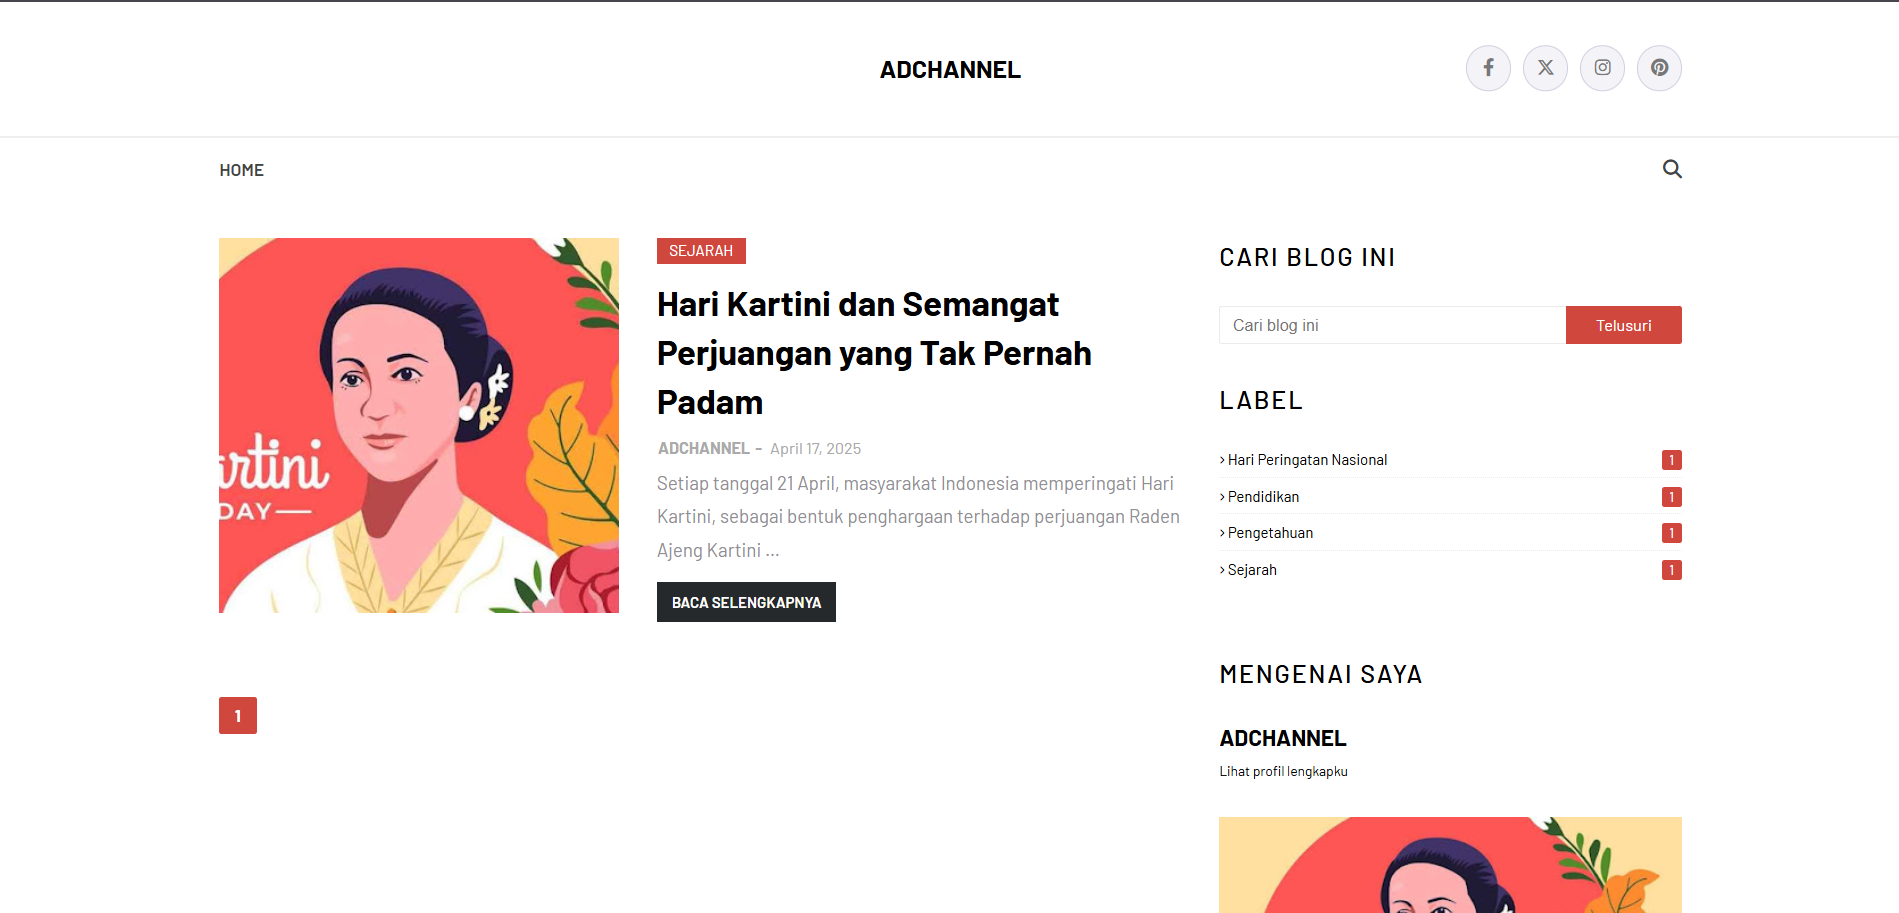 ADCHANNEL
HOME
artini
DAY
SEJARAH
Hari Kartini dan Semangat
Perjuangan yang Tak Pernah
Padam
ADCHANNEL - April 17, 2025
Setiap tanggal 21 April, masyarakat Indonesia memperingati Hari
Kartini, sebagai bentuk penghargaan terhadap perjuangan Raden
Ajeng Kartini ...
BACA SELENGKAPNYA
1
CARI BLOG INI
Cari blog ini Telusuri
LABEL
› Hari Peringatan Nasional 1
› Pendidikan 1
› Pengetahuan 1
› Sejarah 1
MENGENAI SAYA
ADCHANNEL
Lihat profil lengkapku